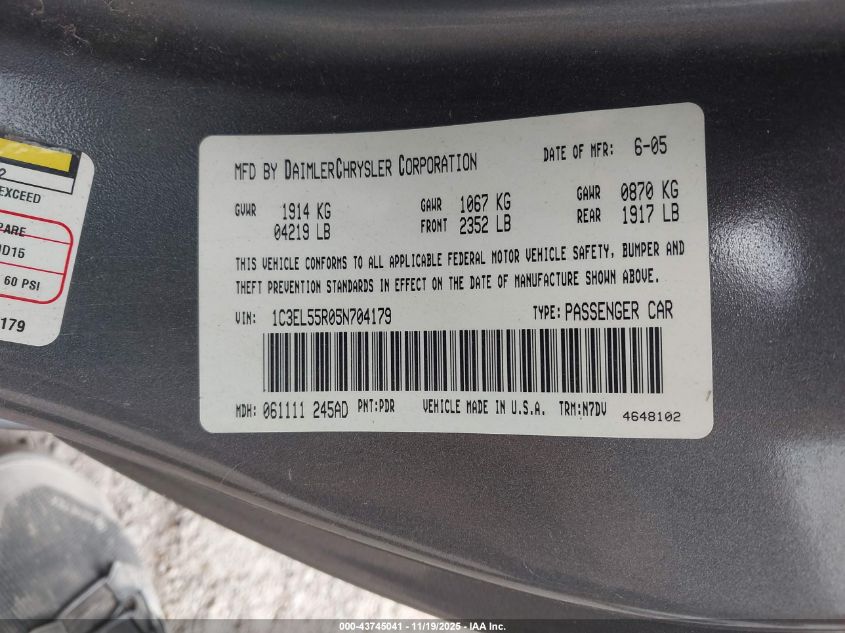 2
EXCEED
PARE
D15
60 PSI
179
MFD BY DAIMLERCHRYSLER CORPORATION
DATE OF MFR: 6-05
GVWR 1914 KG
04219 LB
GAWR 1067 KG
FRONT 2352 LB
GAWR 0870 KG
REAR 1917 LB
THIS VEHICLE CONFORMS TO ALL APPLICABLE FEDERAL MOTOR VEHICLE SAFETY, BUMPER AND
THEFT PREVENTION STANDARDS IN EFFECT ON THE DATE OF MANUFACTURE SHOWN ABOVE.
VIN: 1C3EL55R05N704179
TYPE: PASSENGER CAR
MDH: 061111 245AD PNT:PDR VEHICLE MADE IN U.S.A. TRM:N7DV
4648102
000-43745041 - 11/19/2025 - IAA Inc.